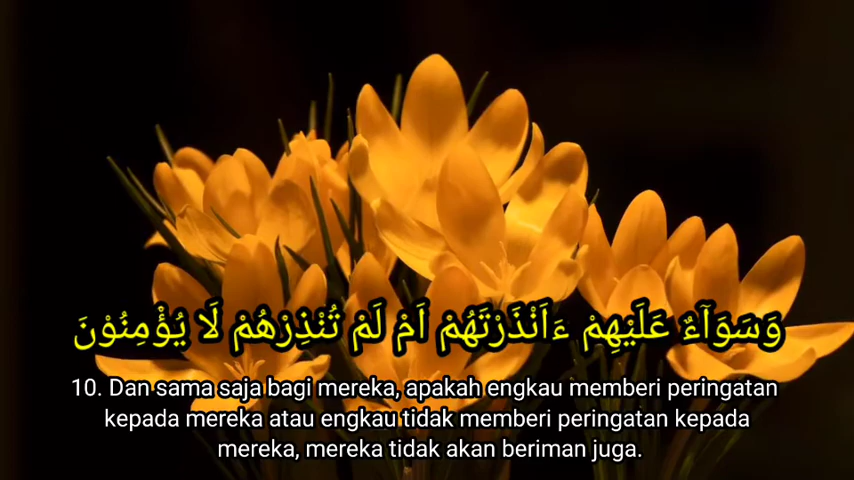 وَسَوَآءٌ عَلَيْهِمْ ءَاَنْذَرْتَهُمْ اَمْ لَمْ تُنْذِرْهُمْ لَا يُؤْمِنُوْنَ
10. Dan sama saja bagi mereka, apakah engkau memberi peringatan
kepada mereka atau engkau tidak memberi peringatan kepada
mereka, mereka tidak akan beriman juga.